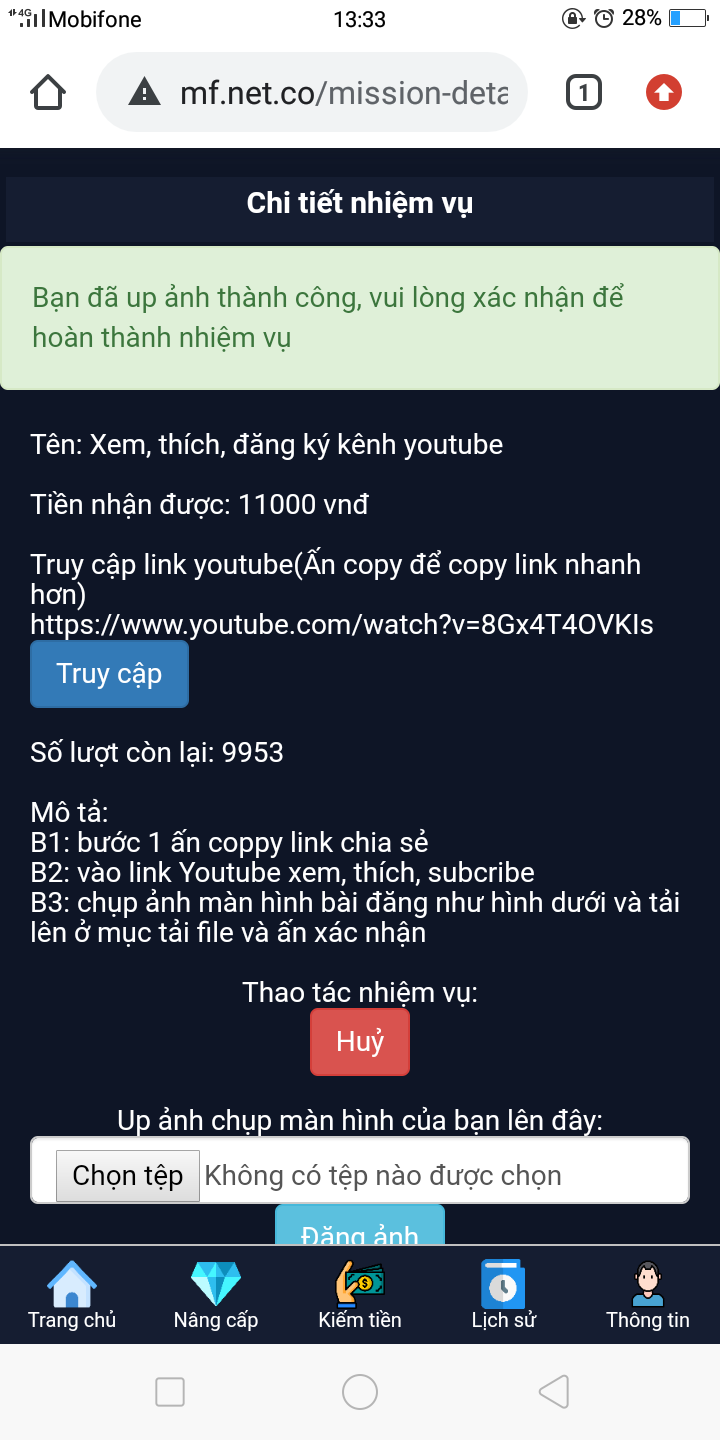 4G Mobifone 13:33 28%
mf.net.co/mission-deta
1
Chi tiết nhiệm vụ
Bạn đã up ảnh thành công, vui lòng xác nhận để
hoàn thành nhiệm vụ
Tên: Xem, thích, đăng ký kênh youtube
Tiền nhận được: 11000 vnđ
Truy cập link youtube(Ấn copy để copy link nhanh
hơn)
https://www.youtube.com/watch?v=8Gx4T4OVKIs
Truy cập
Số lượt còn lại: 9953
Mô tả:
B1: bước 1 ấn coppy link chia sẻ
B2: vào link Youtube xem, thích, subcribe
B3: chụp ảnh màn hình bài đăng như hình dưới và tải
lên ở mục tải file và ấn xác nhận
Thao tác nhiệm vụ:
Huỷ
Up ảnh chụp màn hình của bạn lên đây:
Chọn tệp Không có tệp nào được chọn
Đăng ảnh
Trang chủ Nâng cấp Kiếm tiền Lịch sử Thông tin